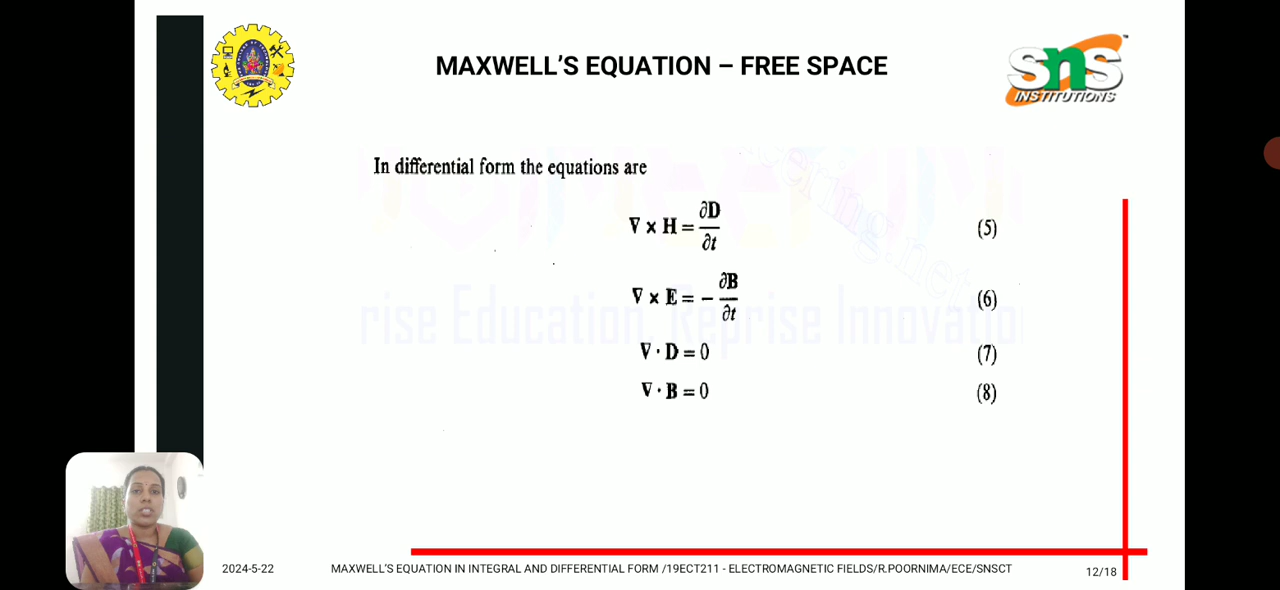 MAXWELL’S EQUATION – FREE SPACE
SNS
INSTITUTIONS
In differential form the equations are
∇ × H = ∂D/∂t (5)
∇ × E = − ∂B/∂t (6)
rise Education, Reprise Innovatio
∇ · D = 0 (7)
∇ · B = 0 (8)
2024-5-22 MAXWELL’S EQUATION IN INTEGRAL AND DIFFERENTIAL FORM /19ECT211 - ELECTROMAGNETIC FIELDS/R.POORNIMA/ECE/SNSCT 12/18